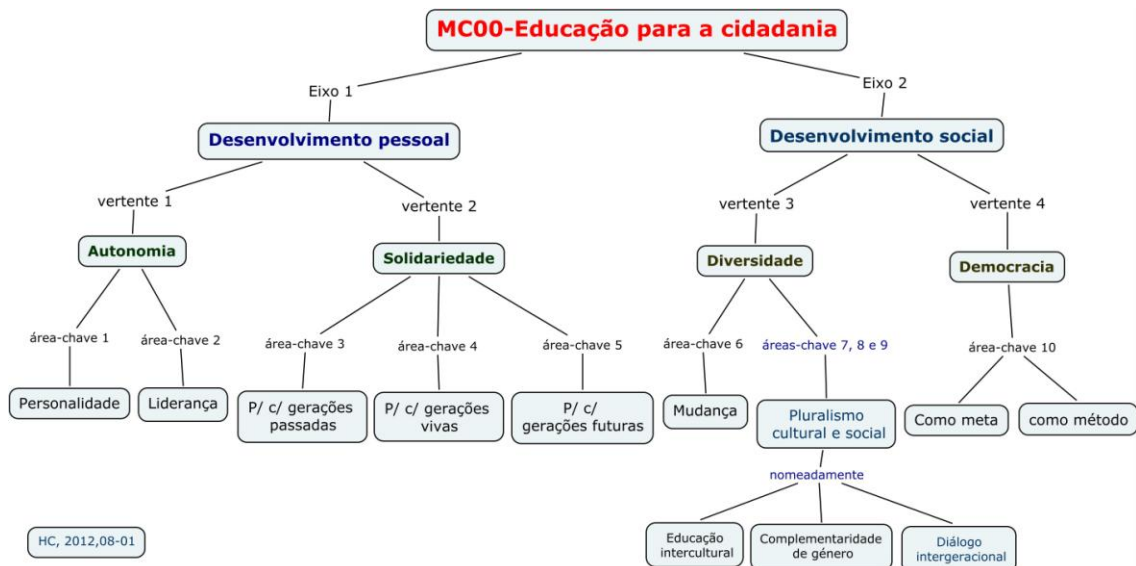 MC00-Educação para a cidadania
Eixo 1
Eixo 2
Desenvolvimento pessoal
Desenvolvimento social
vertente 1
vertente 2
vertente 3
vertente 4
Autonomia
Solidariedade
Diversidade
Democracia
área-chave 1
área-chave 2
área-chave 3
área-chave 4
área-chave 5
área-chave 6
áreas-chave 7, 8 e 9
área-chave 10
Personalidade
Liderança
P/ c/ gerações
passadas
P/ c/ gerações
vivas
P/ c/
gerações futuras
Mudança
Pluralismo
cultural e social
Como meta
como método
nomeadamente
Educação
intercultural
Complementaridade
de género
Diálogo
intergeracional
HC, 2012,08-01